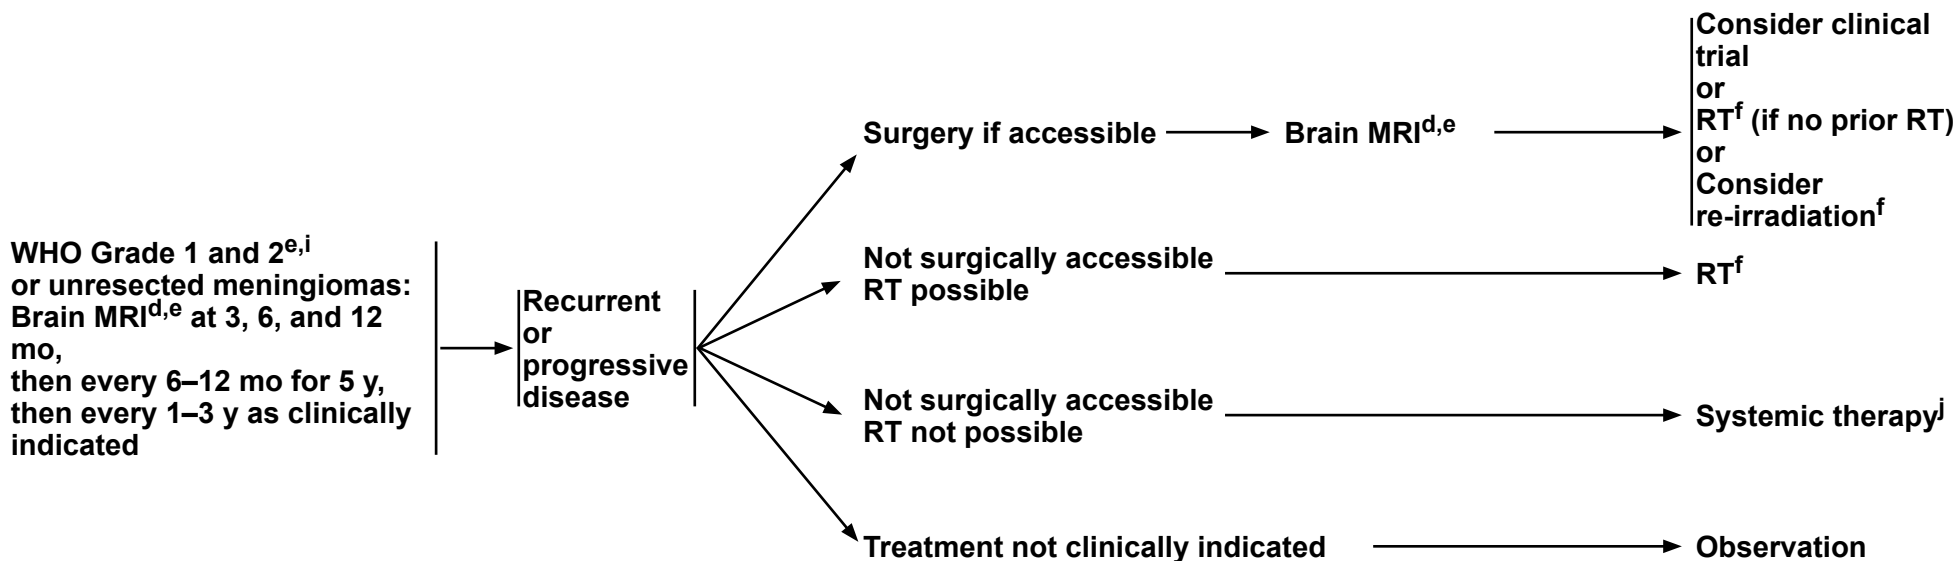 WHO Grade 1 and 2e,i
or unresected meningiomas:
Brain MRId,e at 3, 6, and 12
mo,
then every 6–12 mo for 5 y,
then every 1–3 y as clinically
indicated
Recurrent
or
progressive
disease
Surgery if accessible
Brain MRId,e
Consider clinical
trial
or
RTf (if no prior RT)
or
Consider
re-irradiationf
Not surgically accessible
RT possible
RTf
Not surgically accessible
RT not possible
Systemic therapyj
Treatment not clinically indicated
Observation